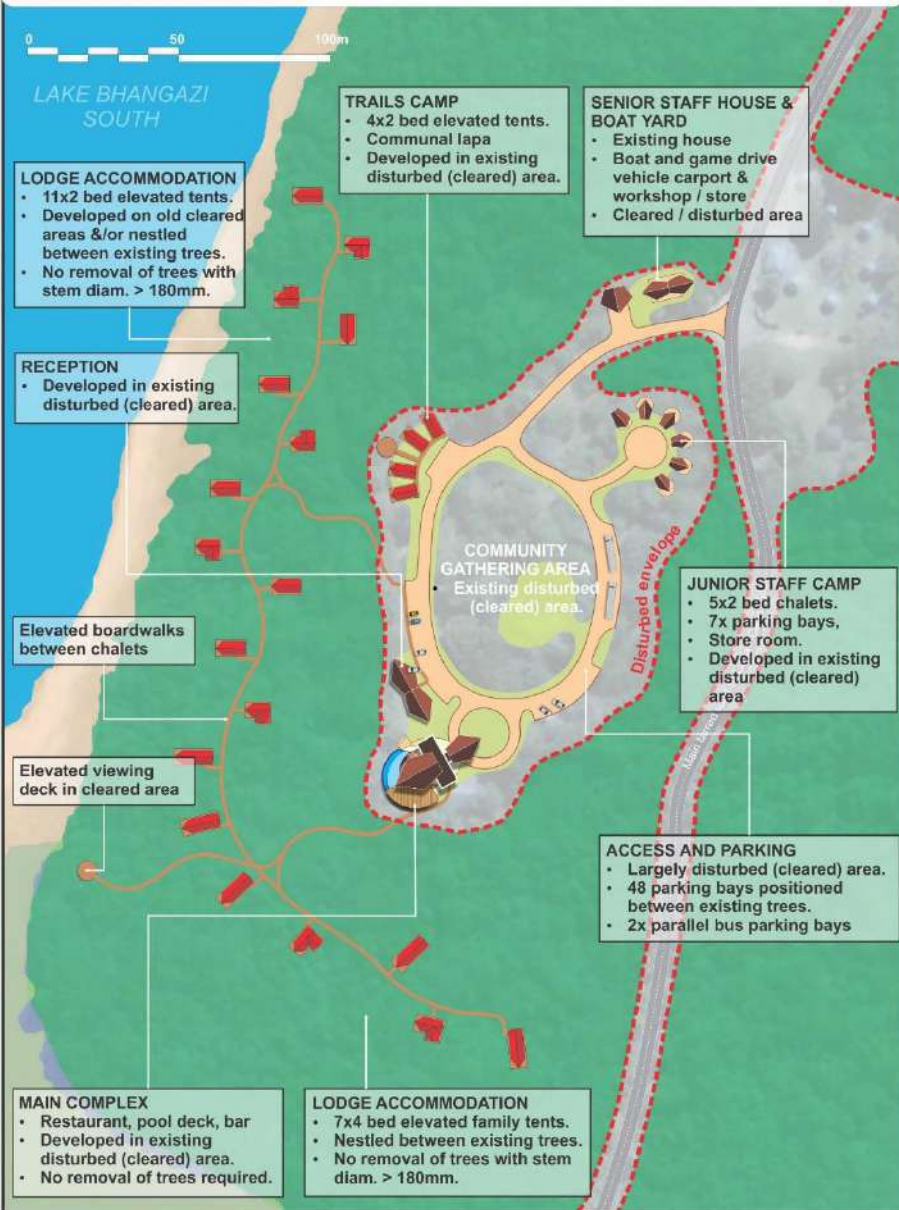 0 50 100m
LAKE BHANGAZI
SOUTH
TRAILS CAMP
• 4x2 bed elevated tents.
• Communal lapa
• Developed in existing
disturbed (cleared) area.
SENIOR STAFF HOUSE &
BOAT YARD
• Existing house
• Boat and game drive
vehicle carport &
workshop / store
• Cleared / disturbed area
LODGE ACCOMMODATION
• 11x2 bed elevated tents.
• Developed on old cleared
areas &/or nestled
between existing trees.
• No removal of trees with
stem diam. > 180mm.
RECEPTION
• Developed in existing
disturbed (cleared) area.
COMMUNITY
GATHERING AREA
• Existing disturbed
(cleared) area.
Disturbed envelope
JUNIOR STAFF CAMP
• 5x2 bed chalets.
• 7x parking bays,
• Store room.
• Developed in existing
disturbed (cleared)
area
Elevated boardwalks
between chalets
Main
Elevated viewing
deck in cleared area
ACCESS AND PARKING
• Largely disturbed (cleared) area.
• 48 parking bays positioned
between existing trees.
• 2x parallel bus parking bays
MAIN COMPLEX
• Restaurant, pool deck, bar
• Developed in existing
disturbed (cleared) area.
• No removal of trees required.
LODGE ACCOMMODATION
• 7x4 bed elevated family tents.
• Nestled between existing trees.
• No removal of trees with stem
diam. > 180mm.